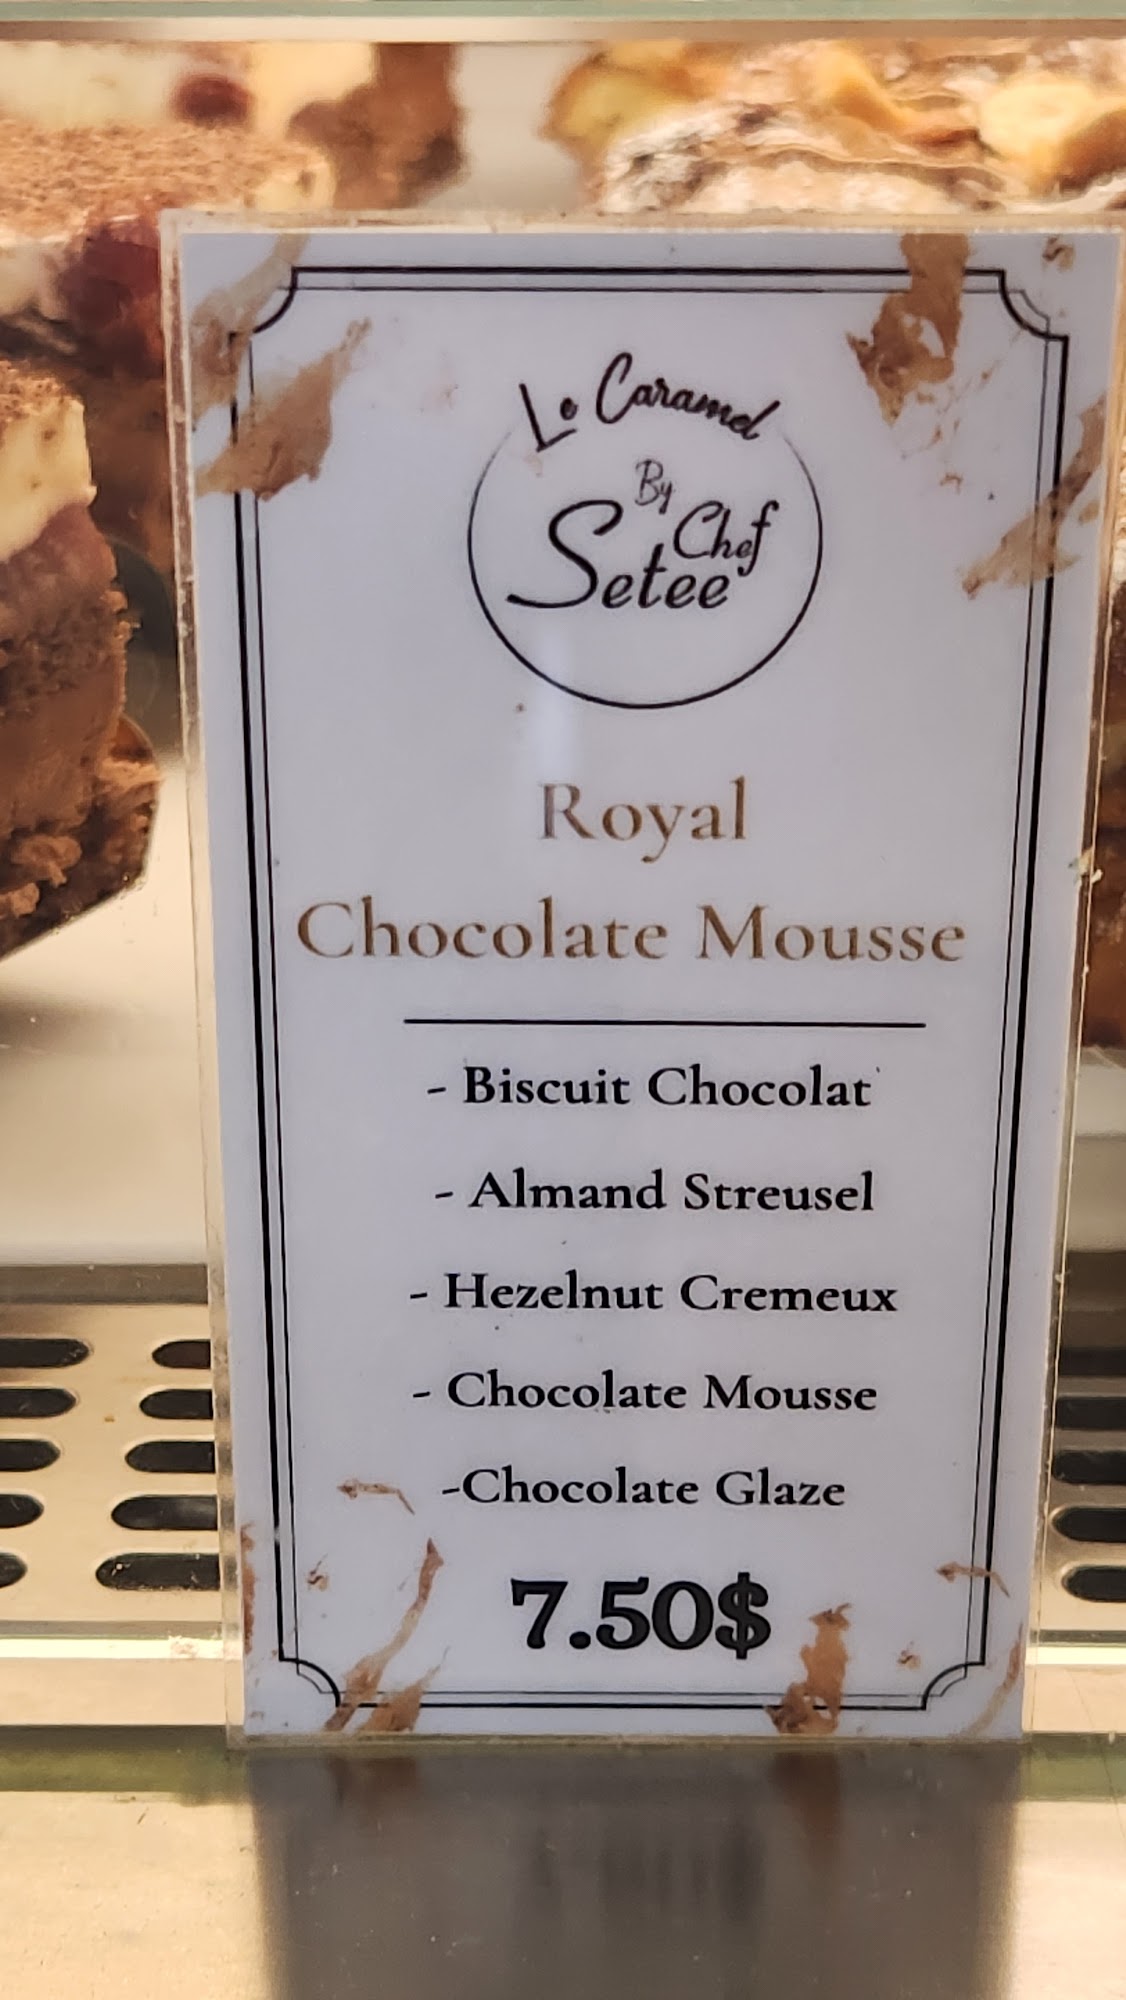 Le Caramel
By
Chef
Setee
Royal
Chocolate Mousse
- Biscuit Chocolat
- Almand Streusel
- Hezelnut Cremeux
- Chocolate Mousse
-Chocolate Glaze
7.50$